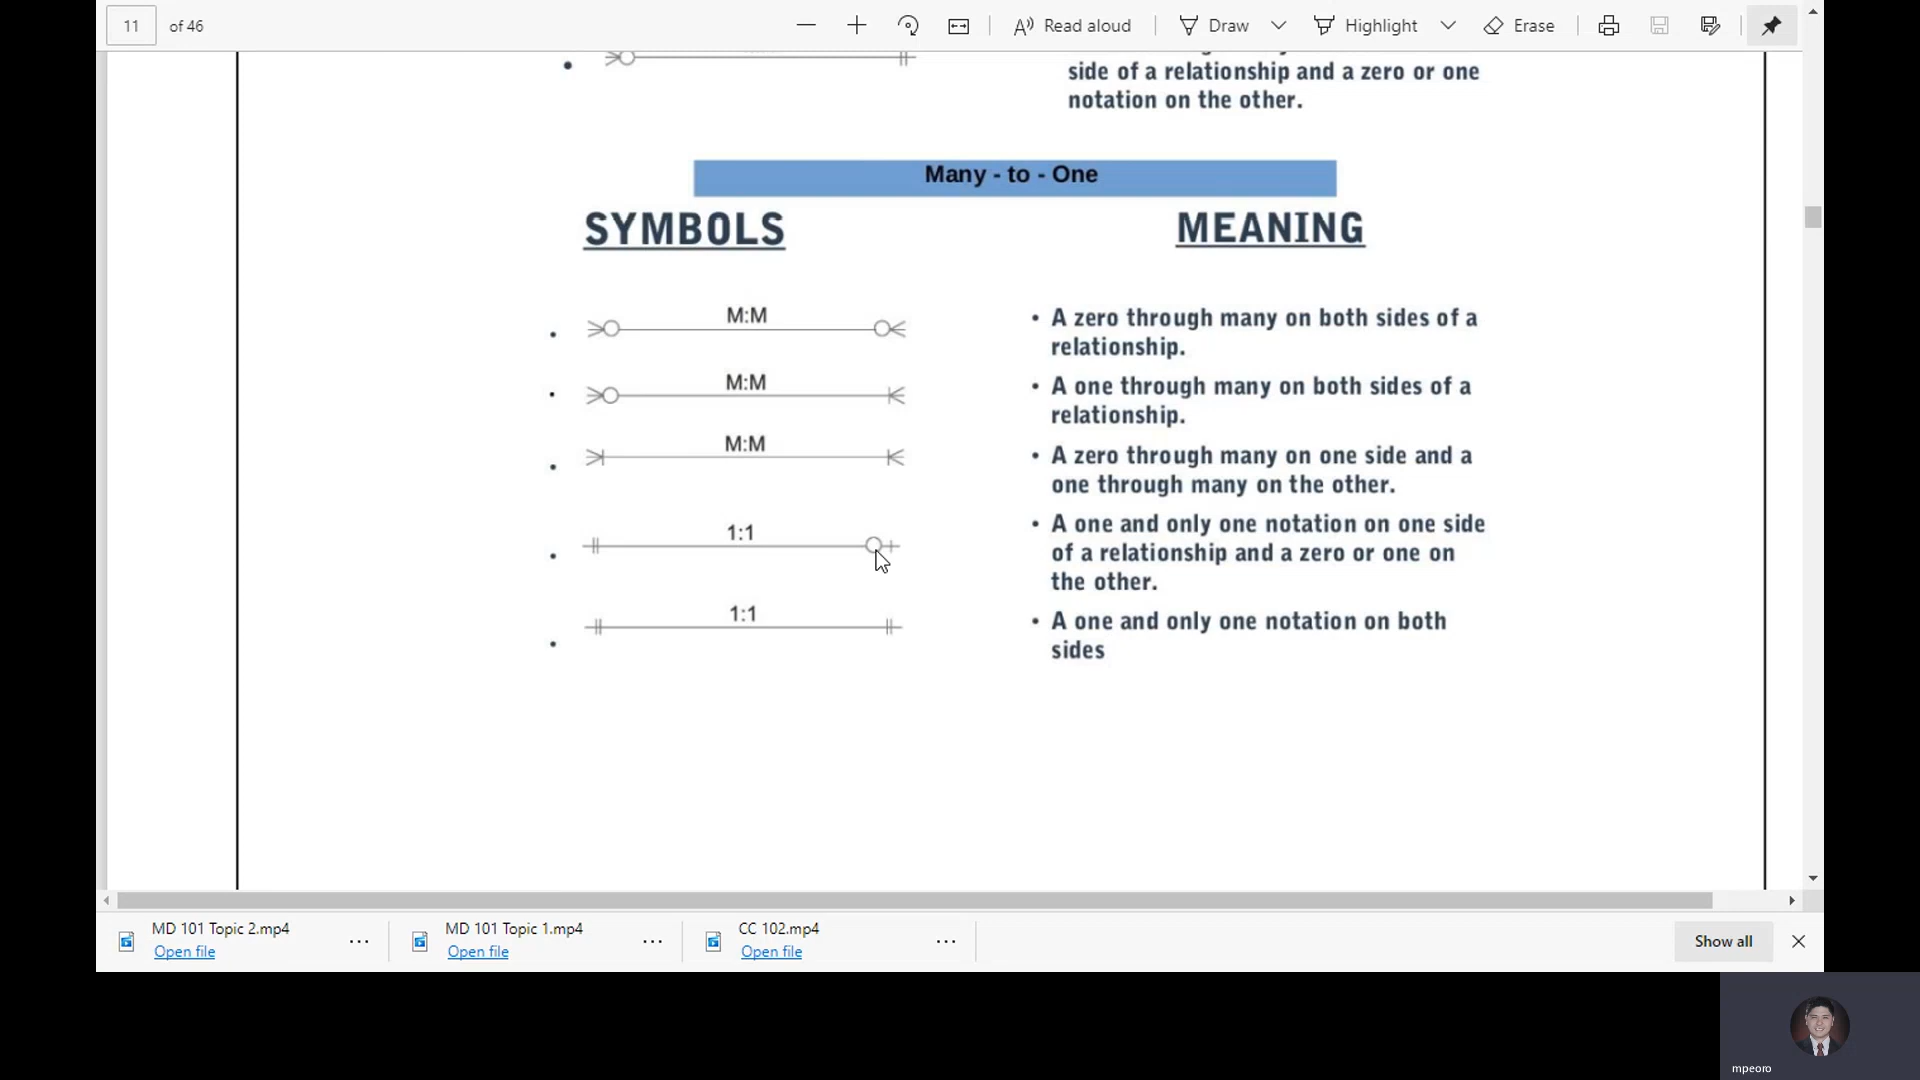 11 of 46 Read aloud Draw Highlight Erase
side of a relationship and a zero or one
notation on the other.
Many - to - One
SYMBOLS
MEANING
M:M
M:M
M:M
1:1
1:1
• A zero through many on both sides of a
relationship.
• A one through many on both sides of a
relationship.
• A zero through many on one side and a
one through many on the other.
• A one and only one notation on one side
of a relationship and a zero or one on
the other.
• A one and only one notation on both
sides
MD 101 Topic 2.mp4
Open file
MD 101 Topic 1.mp4
Open file
CC 102.mp4
Open file
Show all
mpeoro